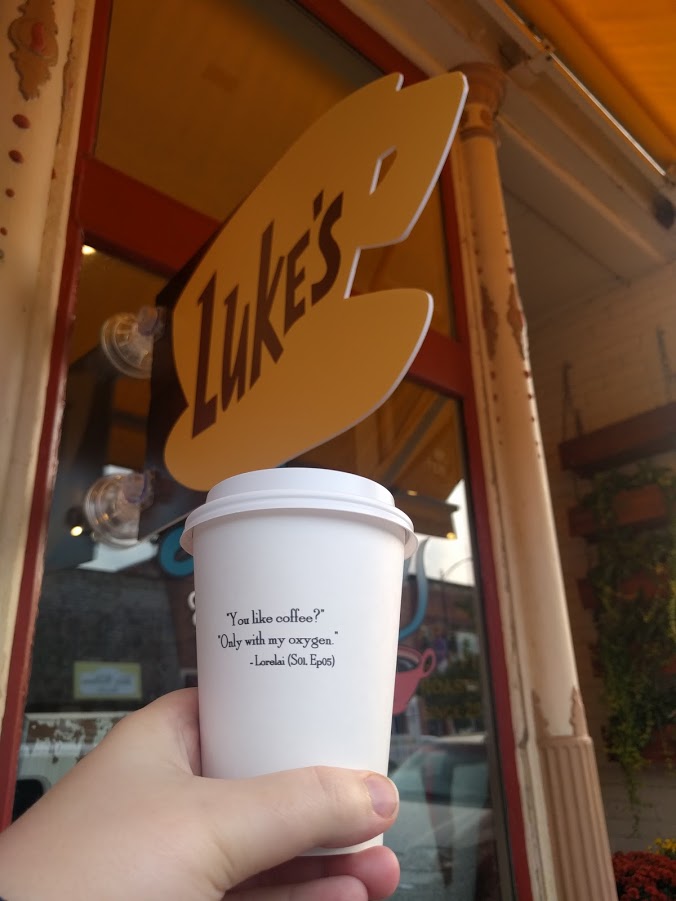 Luke's
"You like coffee?"
"Only with my oxygen."
- Lorelai (S01, Ep05)